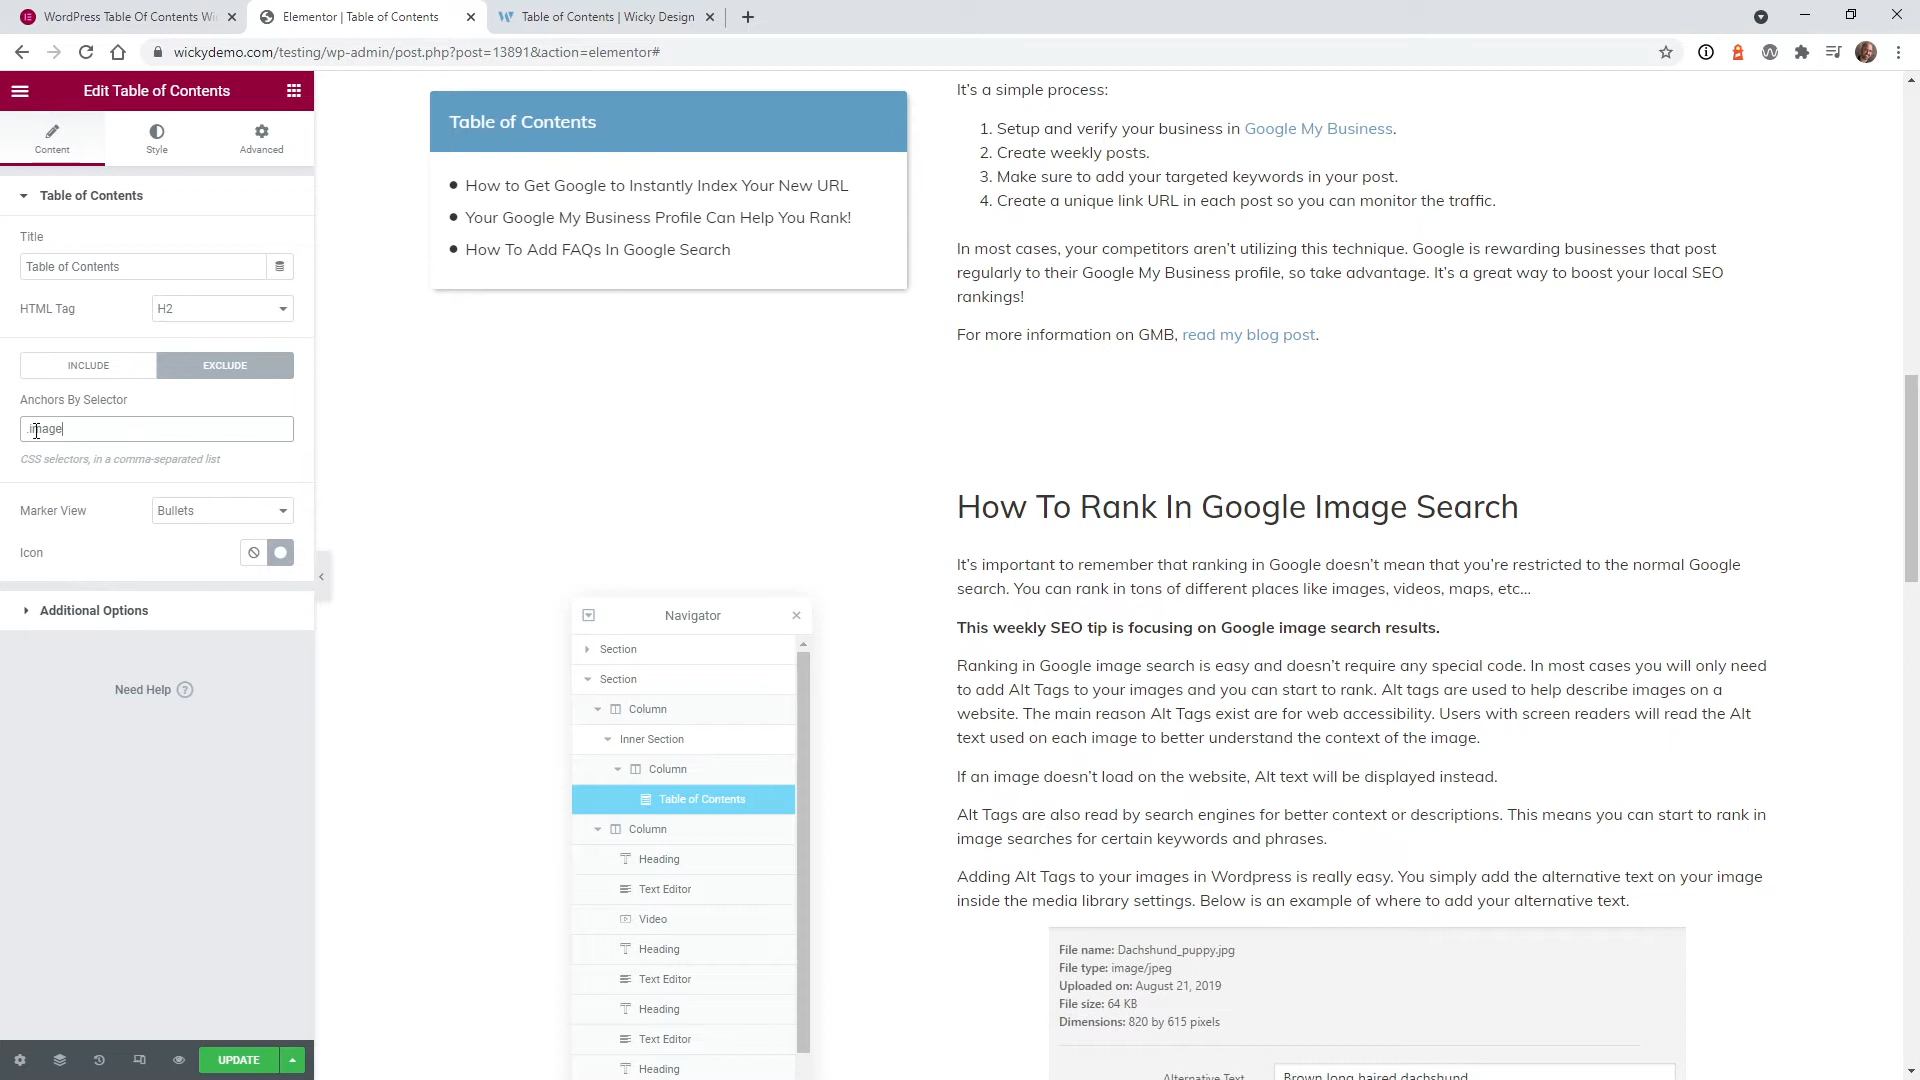 WordPress Table Of Contents Wi
Elementor | Table of Contents
Table of Contents | Wicky Design
wickydemo.com/testing/wp-admin/post.php?post=13891&action=elementor#
Edit Table of Contents
Content
Style
Advanced
Table of Contents
Title
Table of Contents
HTML Tag
H2
INCLUDE
EXCLUDE
Anchors By Selector
.image
CSS selectors, in a comma-separated list
Marker View
Bullets
Icon
Additional Options
Need Help
UPDATE
Table of Contents
How to Get Google to Instantly Index Your New URL
Your Google My Business Profile Can Help You Rank!
How To Add FAQs In Google Search
Navigator
Section
Section
Column
Inner Section
Column
Table of Contents
Column
Heading
Text Editor
Video
Heading
Text Editor
Heading
Text Editor
Heading
It's a simple process:
1. Setup and verify your business in Google My Business.
2. Create weekly posts.
3. Make sure to add your targeted keywords in your post.
4. Create a unique link URL in each post so you can monitor the traffic.
In most cases, your competitors aren't utilizing this technique. Google is rewarding businesses that post
regularly to their Google My Business profile, so take advantage. It's a great way to boost your local SEO
rankings!
For more information on GMB, read my blog post.
How To Rank In Google Image Search
It's important to remember that ranking in Google doesn't mean that you're restricted to the normal Google
search. You can rank in tons of different places like images, videos, maps, etc...
This weekly SEO tip is focusing on Google image search results.
Ranking in Google image search is easy and doesn't require any special code. In most cases you will only need
to add Alt Tags to your images and you can start to rank. Alt tags are used to help describe images on a
website. The main reason Alt Tags exist are for web accessibility. Users with screen readers will read the Alt
text used on each image to better understand the context of the image.
If an image doesn't load on the website, Alt text will be displayed instead.
Alt Tags are also read by search engines for better context or descriptions. This means you can start to rank in
image searches for certain keywords and phrases.
Adding Alt Tags to your images in Wordpress is really easy. You simply add the alternative text on your image
inside the media library settings. Below is an example of where to add your alternative text.
File name: Dachshund_puppy.jpg
File type: image/jpeg
Uploaded on: August 21, 2019
File size: 64 KB
Dimensions: 820 by 615 pixels
Alternative Text
Brown long haired dachshund